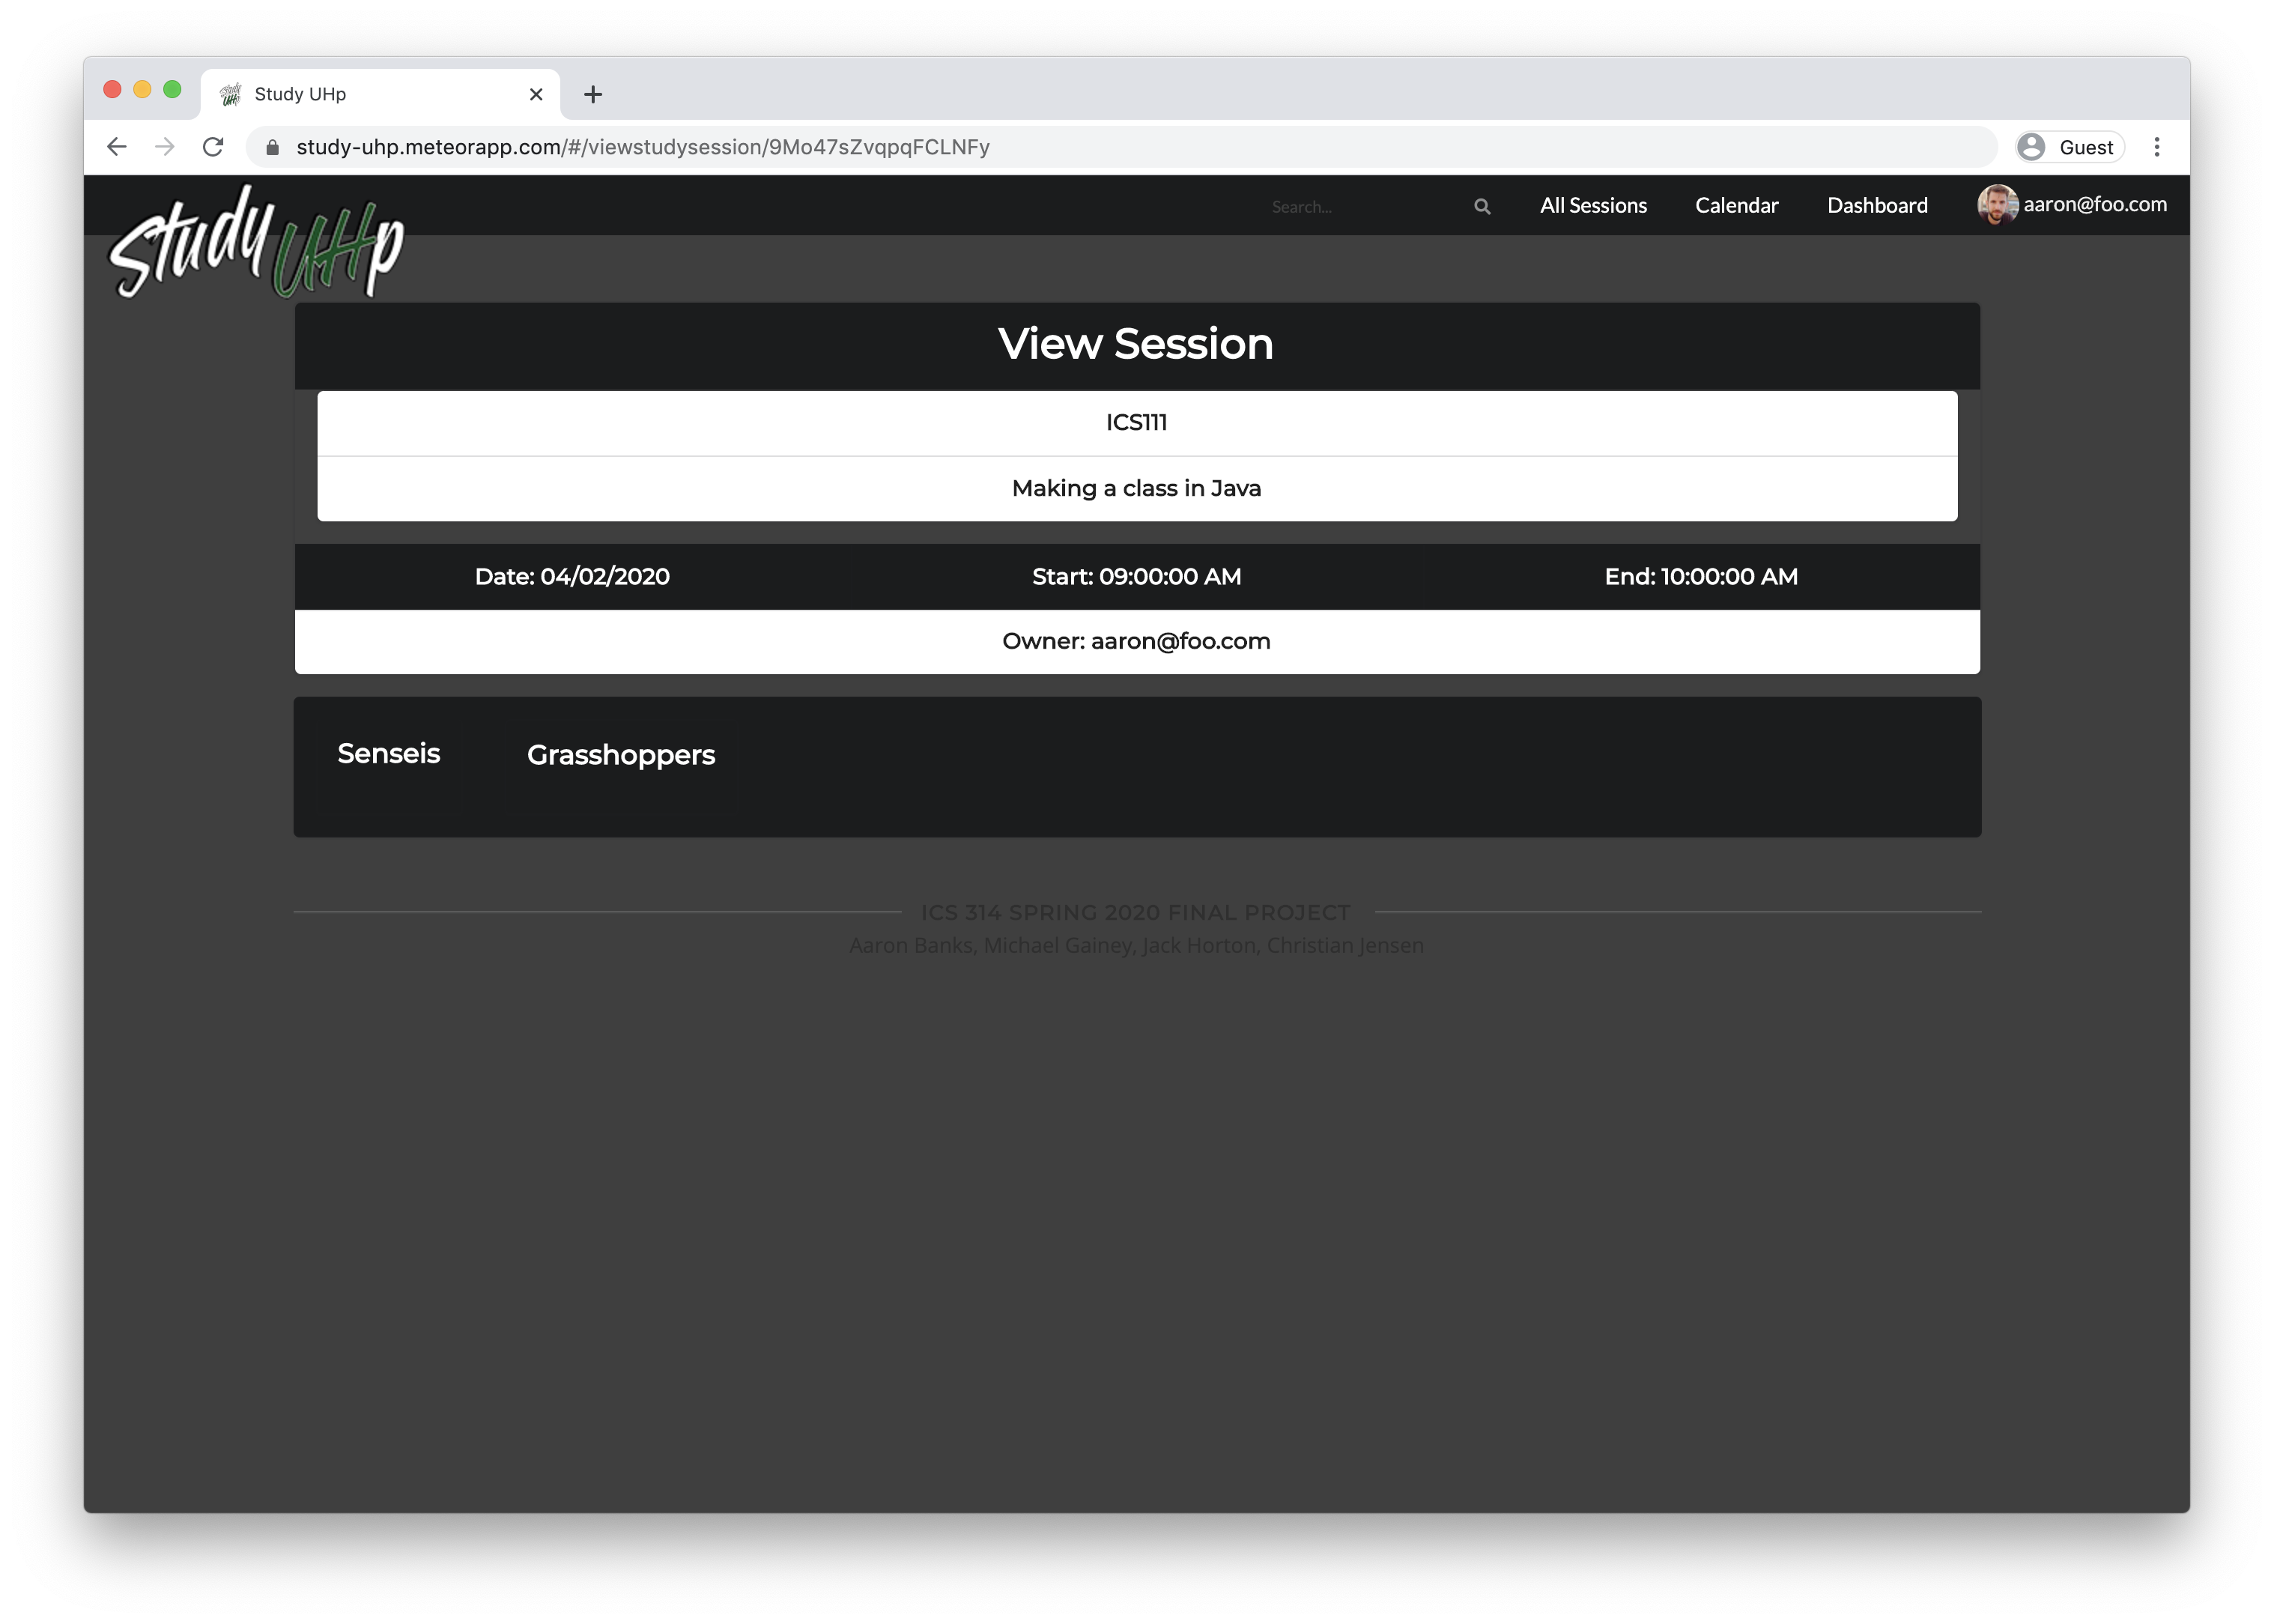 Study UHp
study-uhp.meteorapp.com/#/viewstudysession/9Mo47sZvqpqFCLNFy
Guest
Study UHp
Search...
All Sessions
Calendar
Dashboard
aaron@foo.com
View Session
ICS111
Making a class in Java
Date: 04/02/2020
Start: 09:00:00 AM
End: 10:00:00 AM
Owner: aaron@foo.com
Senseis
Grasshoppers
ICS 314 SPRING 2020 FINAL PROJECT
Aaron Banks, Michael Gainey, Jack Horton, Christian Jensen